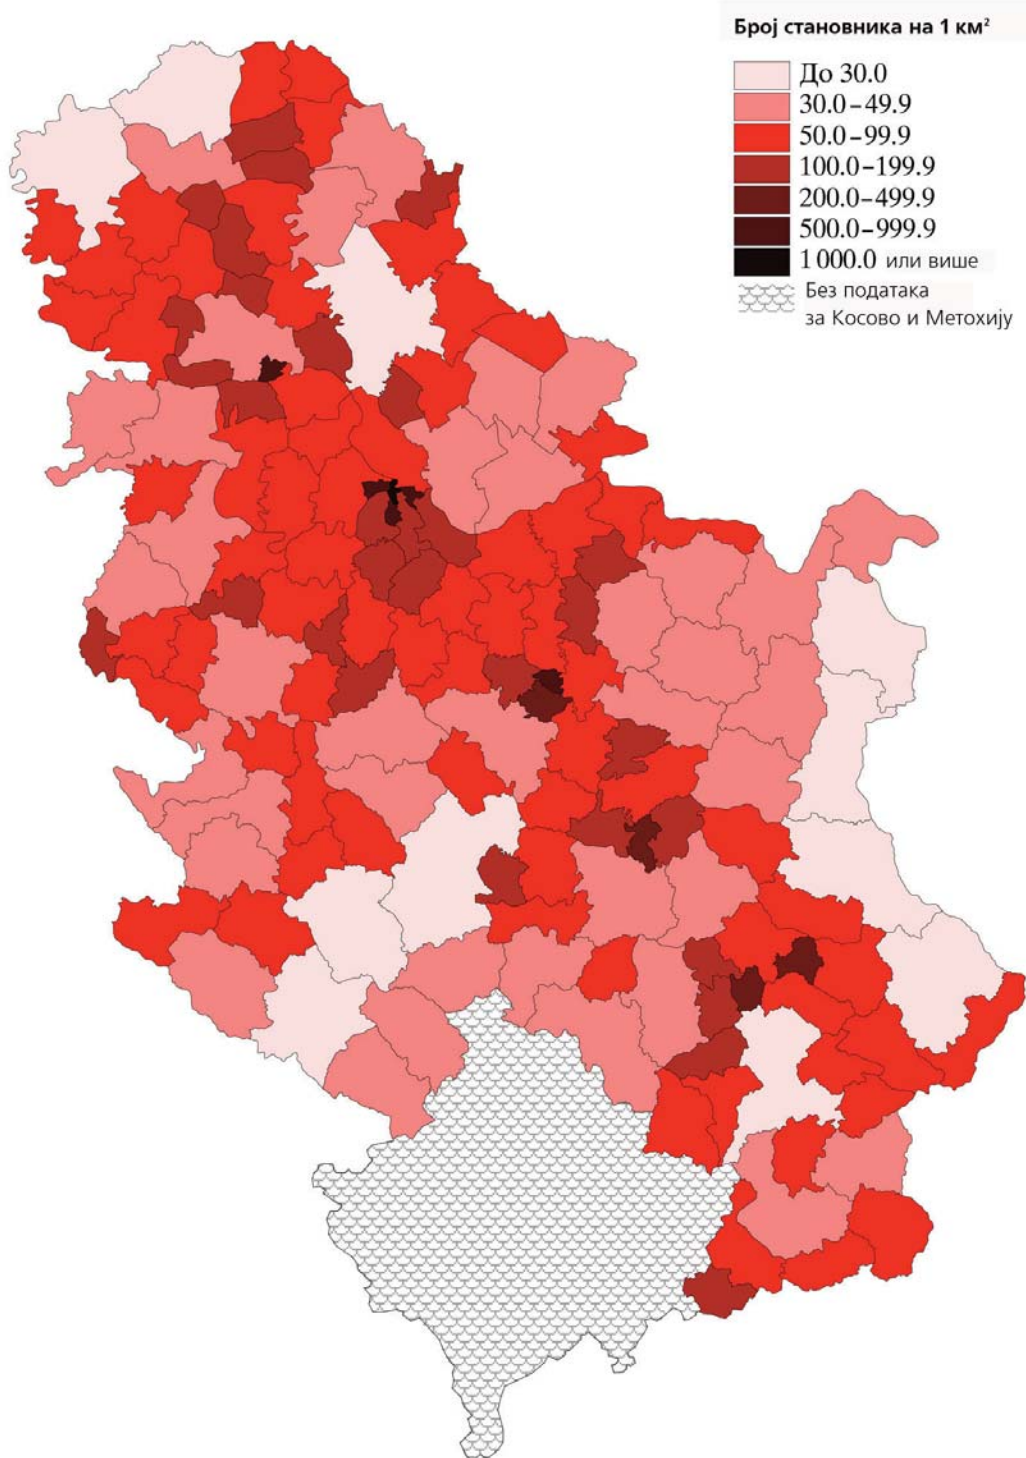 Број становника на 1 км²
До 30.0
30.0–49.9
50.0–99.9
100.0–199.9
200.0–499.9
500.0–999.9
1 000.0 или више
Без података
за Косово и Метохију